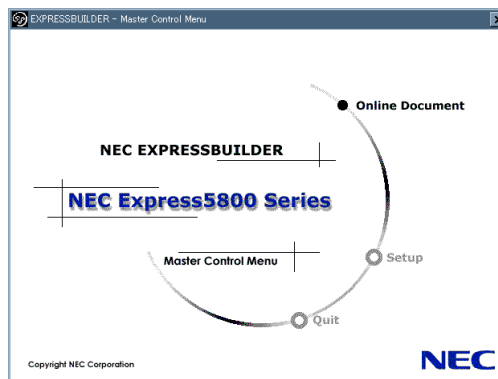 EXPRESSBUILDER - Master Control Menu
Online Document
NEC EXPRESSBUILDER
NEC Express5800 Series
Setup
Master Control Menu
Quit
Copyright NEC Corporation
NEC